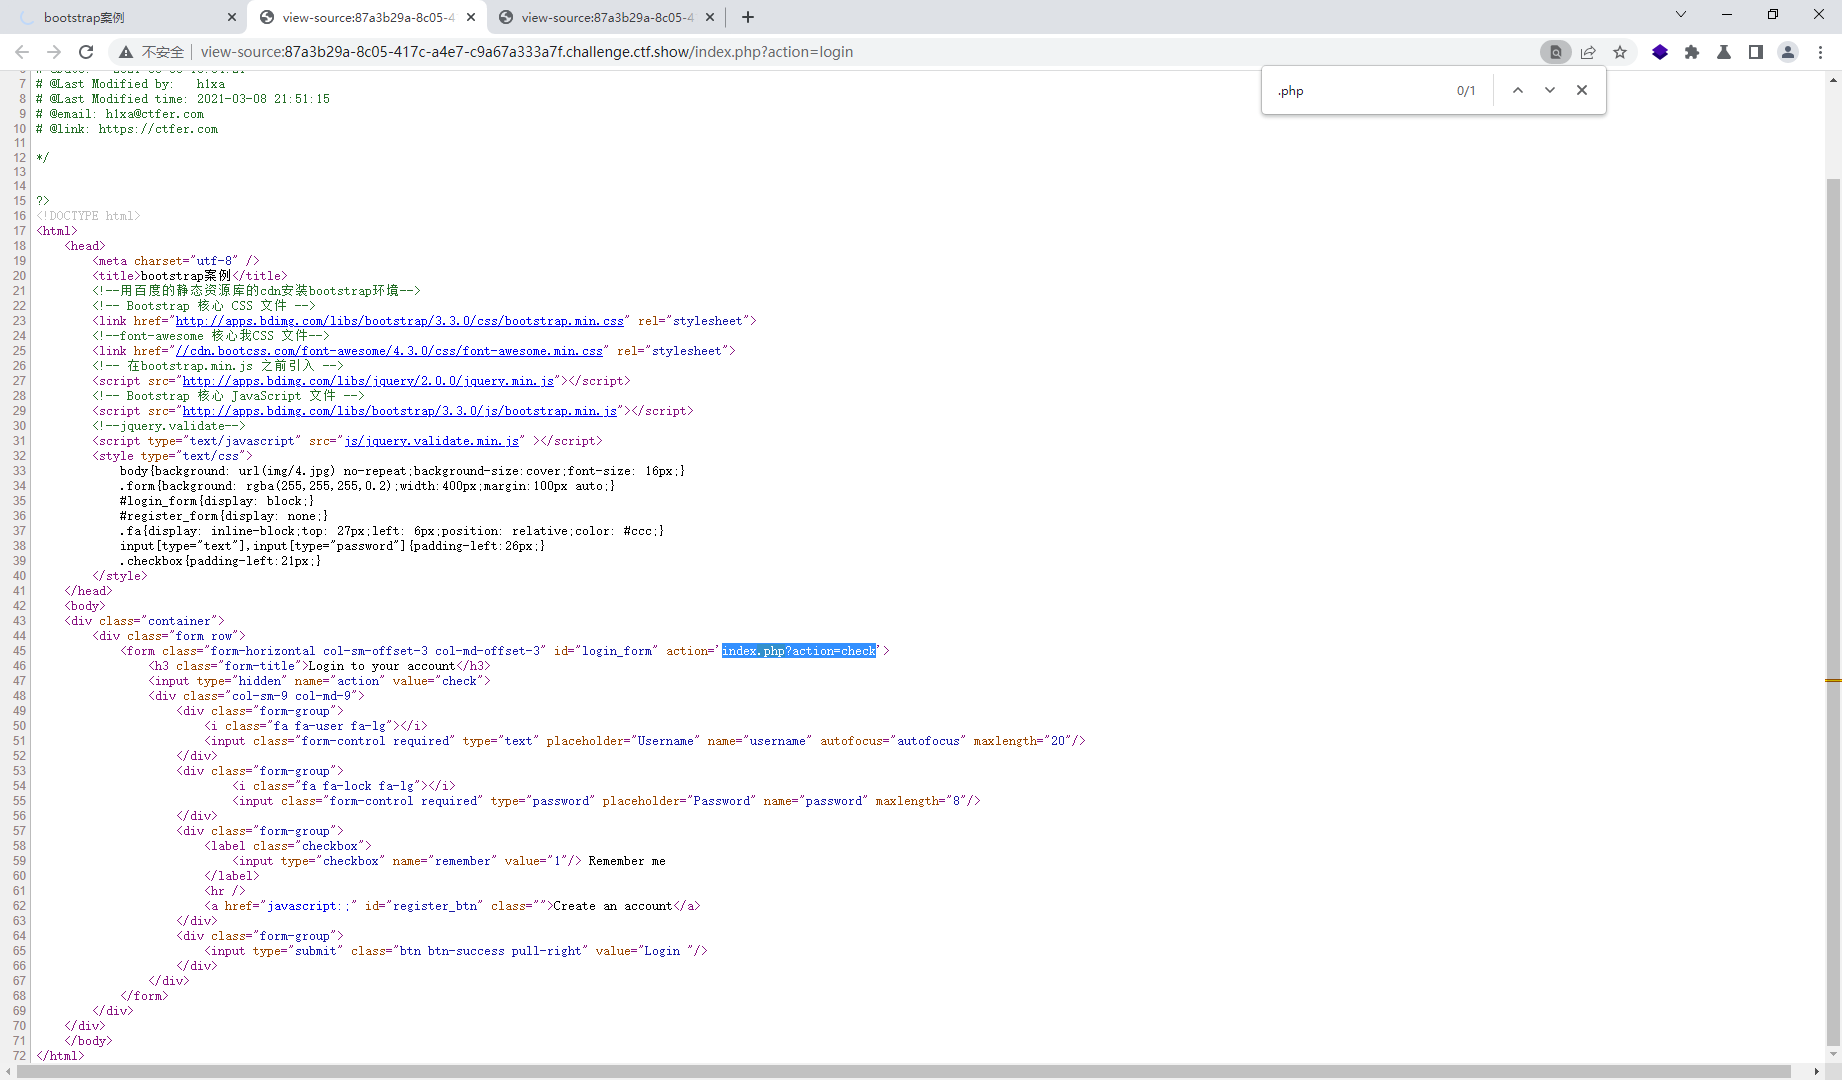 bootstrap案例
view-source:87a3b29a-8c05-4
view-source:87a3b29a-8c05-4
不安全
view-source:87a3b29a-8c05-417c-a4e7-c9a67a333a7f.challenge.ctf.show/index.php?action=login
.php
0/1
7 # @Last Modified by:   h1xa
8 # @Last Modified time: 2021-03-08 21:51:15
9 # @email: h1xa@ctfer.com
10 # @link: https://ctfer.com
11
12 */
13
14
15 ?>
16 <!DOCTYPE html>
17 <html>
18 <head>
19 <meta charset="utf-8" />
20 <title>bootstrap案例</title>
21 <!--用百度的静态资源库的cdn安装bootstrap环境-->
22 <!-- Bootstrap 核心 CSS 文件 -->
23 <link href="http://apps.bdimg.com/libs/bootstrap/3.3.0/css/bootstrap.min.css" rel="stylesheet">
24 <!--font-awesome 核心我CSS 文件-->
25 <link href="//cdn.bootcss.com/font-awesome/4.3.0/css/font-awesome.min.css" rel="stylesheet">
26 <!-- 在bootstrap.min.js 之前引入 -->
27 <script src="http://apps.bdimg.com/libs/jquery/2.0.0/jquery.min.js"></script>
28 <!-- Bootstrap 核心 JavaScript 文件 -->
29 <script src="http://apps.bdimg.com/libs/bootstrap/3.3.0/js/bootstrap.min.js"></script>
30 <!--jquery.validate-->
31 <script type="text/javascript" src="js/jquery.validate.min.js" ></script>
32 <style type="text/css">
33 body{background: url(img/4.jpg) no-repeat;background-size:cover;font-size: 16px;}
34 .form{background: rgba(255,255,255,0.2);width:400px;margin:100px auto;}
35 #login_form{display: block;}
36 #register_form{display: none;}
37 .fa{display: inline-block;top: 27px;left: 6px;position: relative;color: #ccc;}
38 input[type="text"],input[type="password"]{padding-left:26px;}
39 .checkbox{padding-left:21px;}
40 </style>
41 </head>
42 <body>
43 <div class="container">
44 <div class="form row">
45 <form class="form-horizontal col-sm-offset-3 col-md-offset-3" id="login_form" action='index.php?action=check'>
46 <h3 class="form-title">Login to your account</h3>
47 <input type="hidden" name="action" value="check">
48 <div class="col-sm-9 col-md-9">
49 <div class="form-group">
50 <i class="fa fa-user fa-lg"></i>
51 <input class="form-control required" type="text" placeholder="Username" name="username" autofocus="autofocus" maxlength="20"/>
52 </div>
53 <div class="form-group">
54 <i class="fa fa-lock fa-lg"></i>
55 <input class="form-control required" type="password" placeholder="Password" name="password" maxlength="8"/>
56 </div>
57 <div class="form-group">
58 <label class="checkbox">
59 <input type="checkbox" name="remember" value="1"/> Remember me
60 </label>
61 <hr />
62 <a href="javascript:;" id="register_btn" class="">Create an account</a>
63 </div>
64 <div class="form-group">
65 <input type="submit" class="btn btn-success pull-right" value="Login "/>
66 </div>
67 </div>
68 </form>
69 </div>
70 </div>
71 </body>
72 </html>